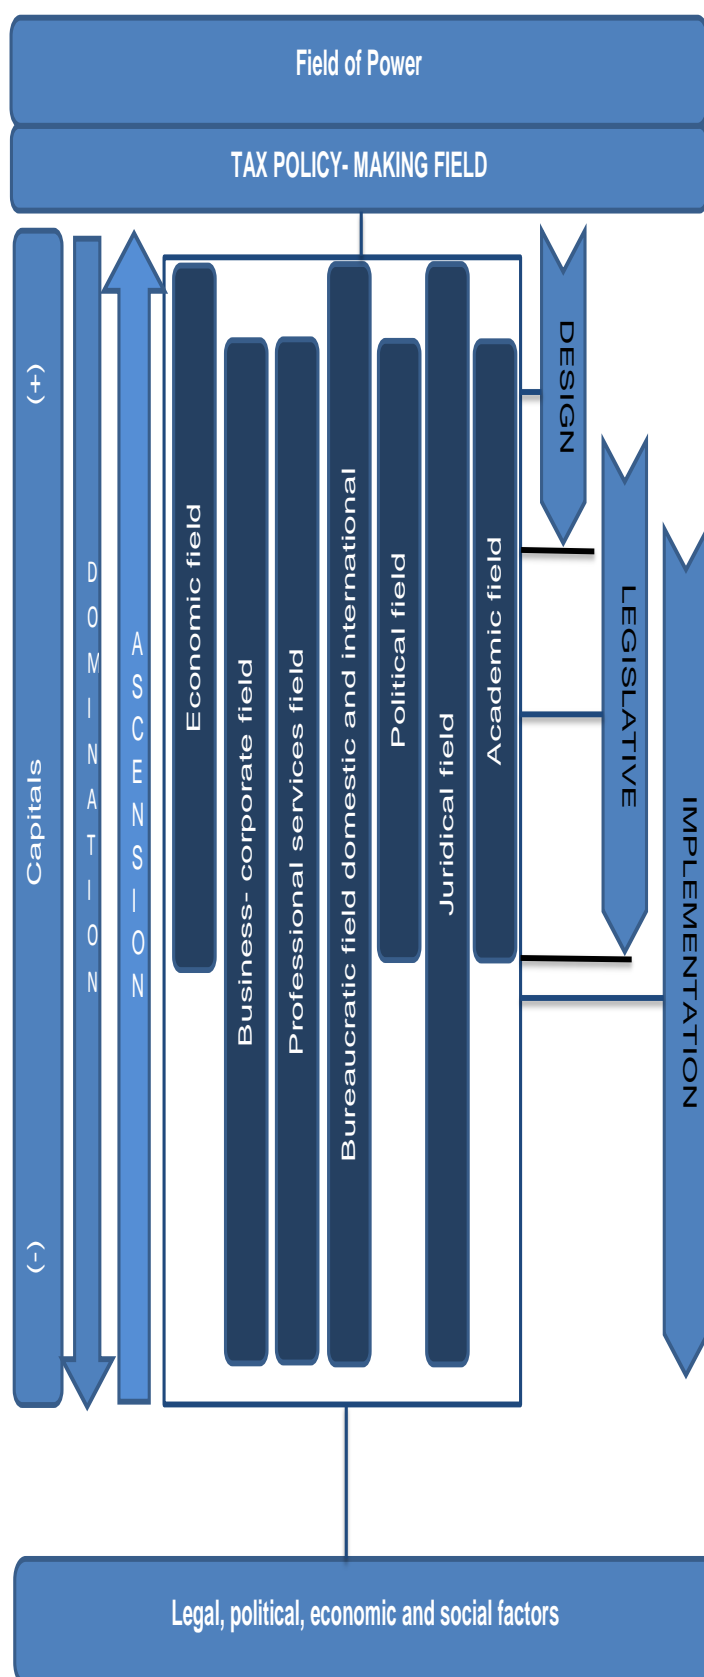 Field of Power
TAX POLICY- MAKING FIELD
(+)
Capitals
(-)
DOMINATION
ASCENSION
Economic field
Business- corporate field
Professional services field
Bureaucratic field domestic and international
Political field
Juridical field
Academic field
DESIGN
LEGISLATIVE
IMPLEMENTATION
Legal, political, economic and social factors